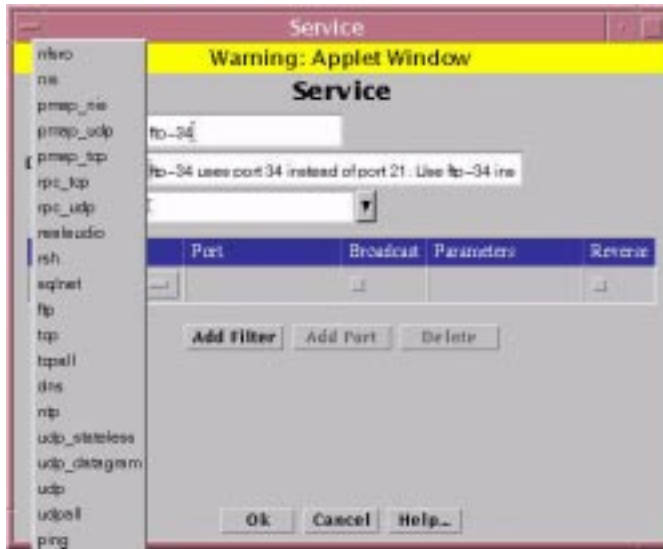 Service
Warning: Applet Window
Service
ftp-34
ftp-34 uses port 34 instead of port 21. Use ftp-34 ins
Port Broadcast Parameters Reverse
Add Filter Add Port Delete
Ok Cancel Help...
nfsro
nis
pmap_nis
pmap_udp
pmap_tcp
rpc_tcp
rpc_udp
realaudio
rsh
sqlnet
ftp
tcp
tcpall
dns
ntp
udp_stateless
udp_datagram
udp
udpall
ping